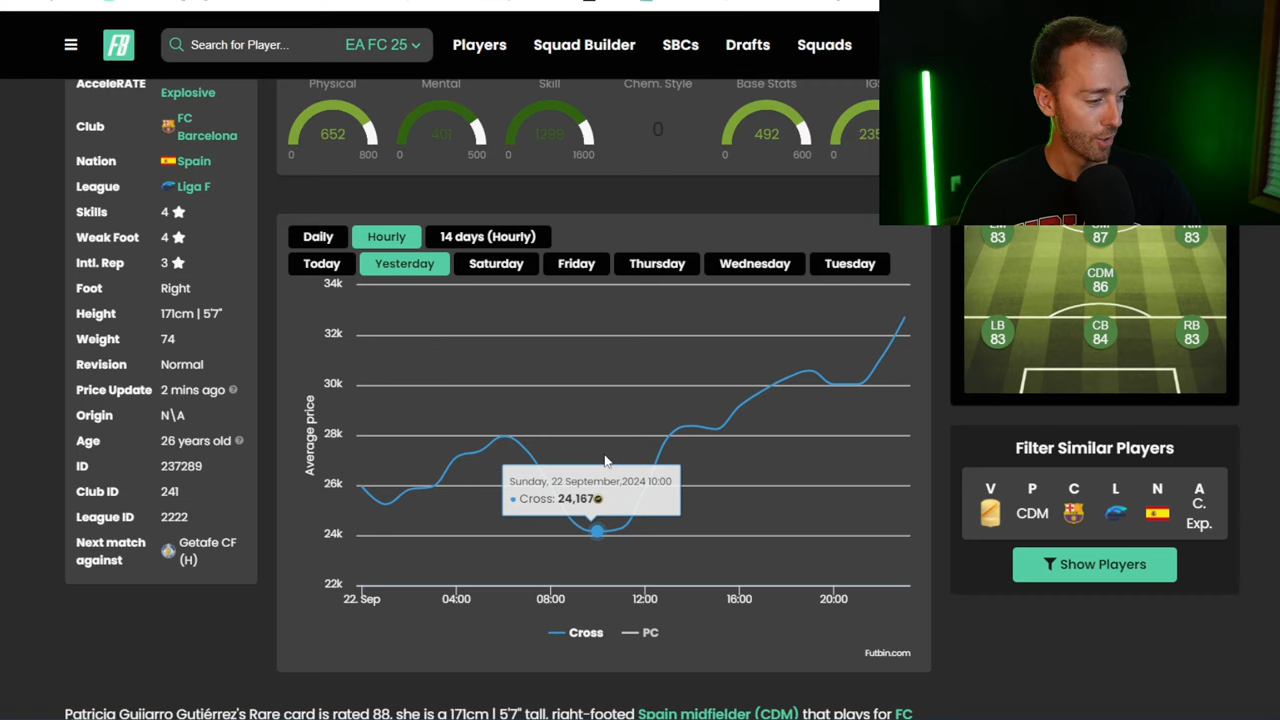 FB
Search for Player...
EA FC 25
Players
Squad Builder
SBCs
Drafts
Squads
AcceleRATE
Explosive
Club
FC
Barcelona
Nation
Spain
League
Liga F
Skills
4
Weak Foot
4
Intl. Rep
3
Foot
Right
Height
171cm | 5'7"
Weight
74
Revision
Normal
Price Update
2 mins ago
Origin
N\A
Age
26 years old
ID
237289
Club ID
241
League ID
2222
Next match
against
Getafe CF
(H)
Physical
652
0
800
Mental
401
0
500
Skill
1299
0
1600
Chem. Style
0
Base Stats
492
0
600
IGS
235
0
Daily
Hourly
14 days (Hourly)
Today
Yesterday
Saturday
Friday
Thursday
Wednesday
Tuesday
Average price
34k
32k
30k
28k
26k
24k
22k
Sunday, 22 September,2024 10:00
Cross: 24,167
22. Sep
04:00
08:00
12:00
16:00
20:00
Cross
PC
Futbin.com
83
87
83
CDM
86
LB
83
CB
84
RB
83
Filter Similar Players
V
P
C
L
N
A
C.
CDM
Exp.
Show Players
Patricia Guijarro Gutiérrez's Rare card is rated 88, she is a 171cm | 5'7" tall, right-footed Spain midfielder (CDM) that plays for FC